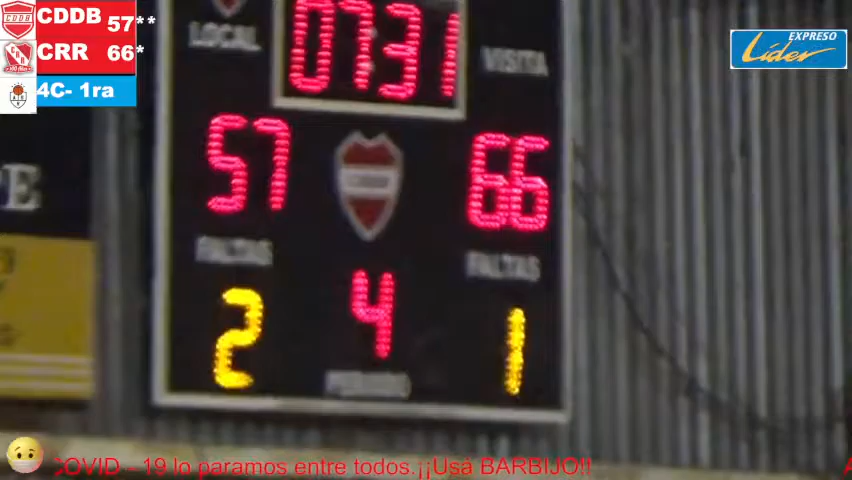 CDDB 57**
CRR 66*
4C- 1ra
EXPRESO
Líder
LOCAL
07:31
VISITA
57
66
FALTAS
FALTAS
2
4
1
PERIODO
E
OVID - 19 lo paramos entre todos.¡¡Usá BARBIJO!!